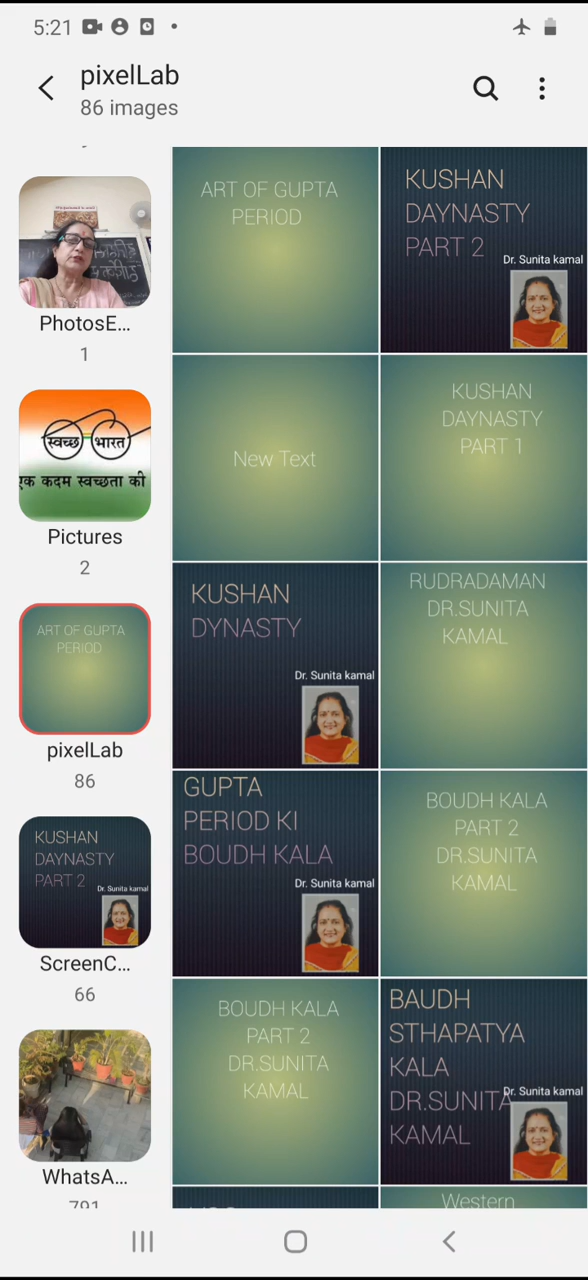 5:21
pixelLab
86 images
PhotosE...
1
स्वच्छ भारत
एक कदम स्वच्छता की
Pictures
2
ART OF GUPTA
PERIOD
pixelLab
86
KUSHAN
DAYNASTY
PART 2
Dr. Sunita kamal
ScreenC...
66
WhatsA...
791
ART OF GUPTA
PERIOD
KUSHAN
DAYNASTY
PART 2
Dr. Sunita kamal
New Text
KUSHAN
DAYNASTY
PART 1
KUSHAN
DYNASTY
Dr. Sunita kamal
RUDRADAMAN
DR.SUNITA
KAMAL
GUPTA
PERIOD KI
BOUDH KALA
Dr. Sunita kamal
BOUDH KALA
PART 2
DR.SUNITA
KAMAL
BOUDH KALA
PART 2
DR.SUNITA
KAMAL
BAUDH
STHAPATYA
KALA
DR.SUNITA
KAMAL
Dr. Sunita kamal
Western